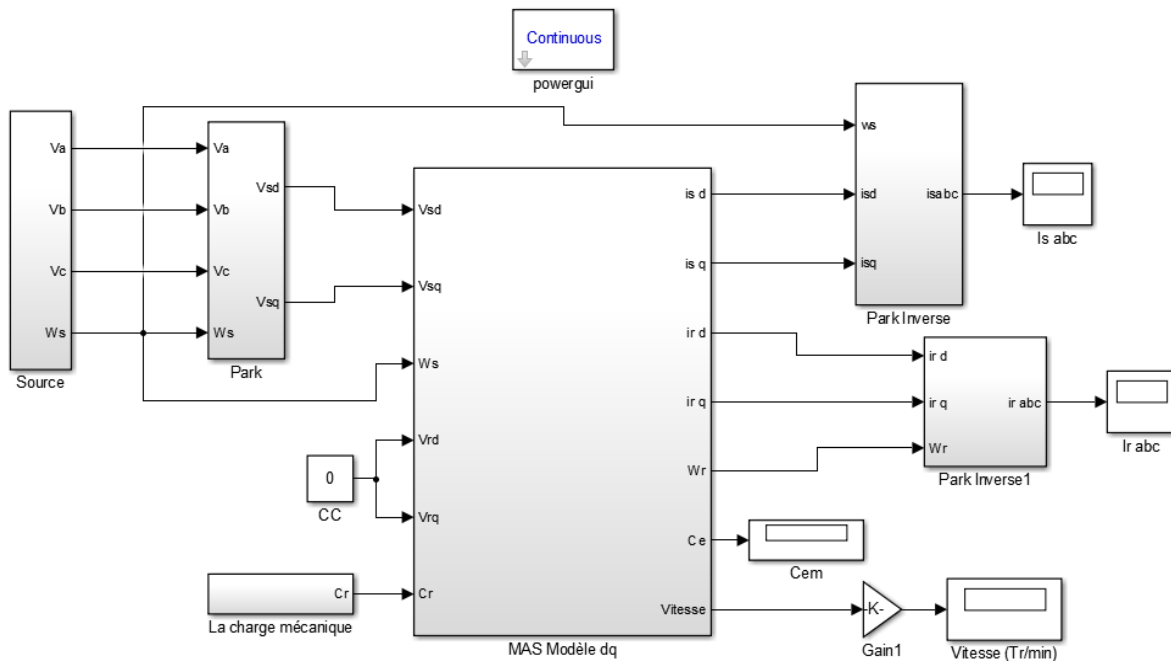 Continuous
powergui
Va
Vb
Vc
Ws
Source
Va
Vb
Vc
Ws
Vsd
Vsq
Park
Vsd
Vsq
Ws
Vrd
Vrq
Cr
is d
is q
ir d
ir q
Wr
Ce
Vitesse
MAS Modèle dq
0
CC
Cr
La charge mécanique
ws
isd
isq
isabc
Park Inverse
Is abc
ir d
ir q
Wr
ir abc
Park Inverse1
Ir abc
Cem
-K-
Gain1
Vitesse (Tr/min)